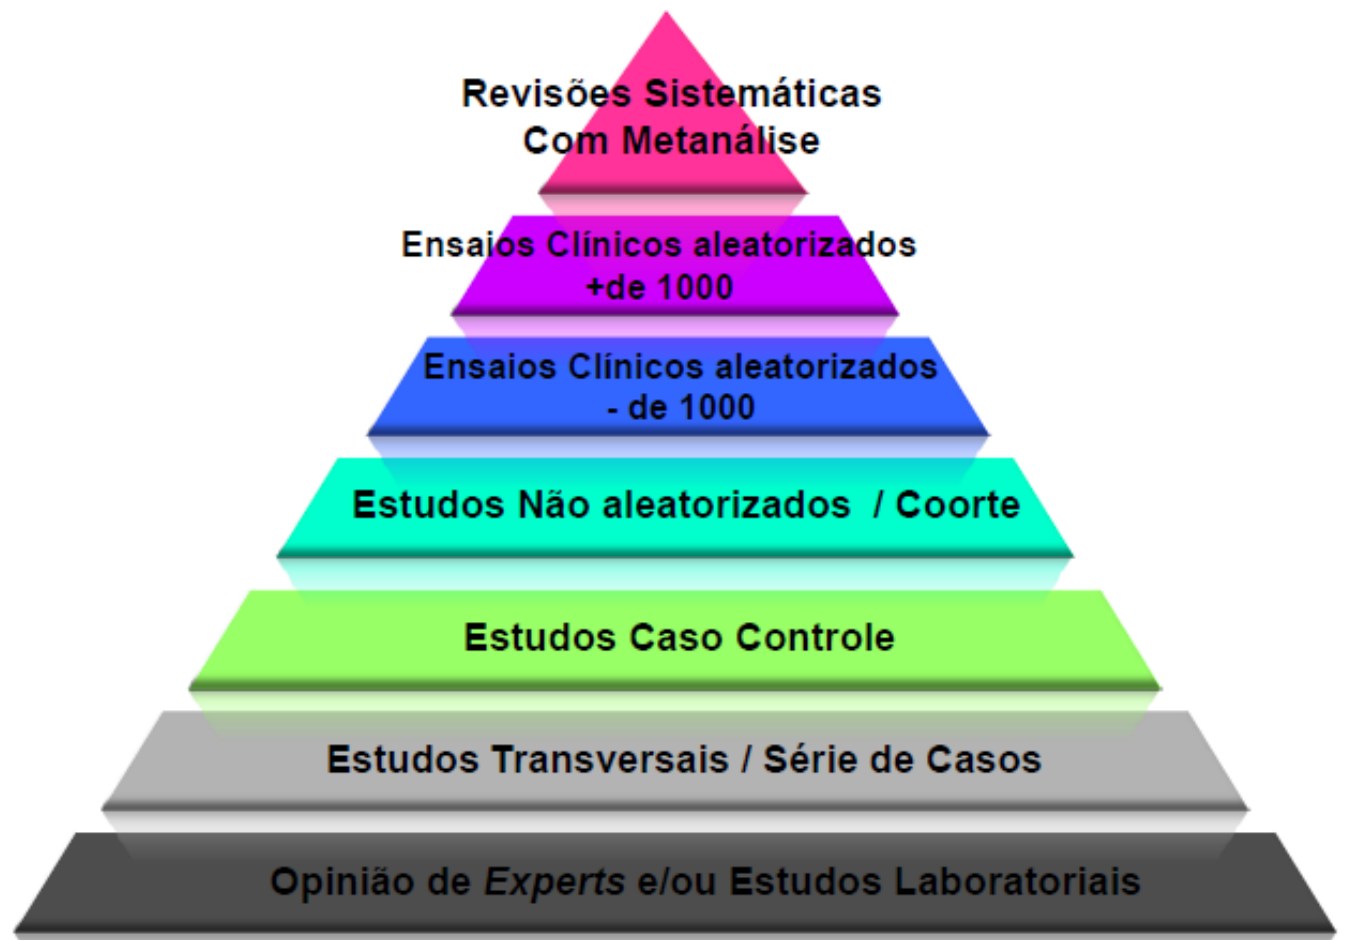 Revisões Sistemáticas
Com Metanálise
Ensaios Clínicos aleatorizados
+de 1000
Ensaios Clínicos aleatorizados
- de 1000
Estudos Não aleatorizados / Coorte
Estudos Caso Controle
Estudos Transversais / Série de Casos
Opinião de Experts e/ou Estudos Laboratoriais